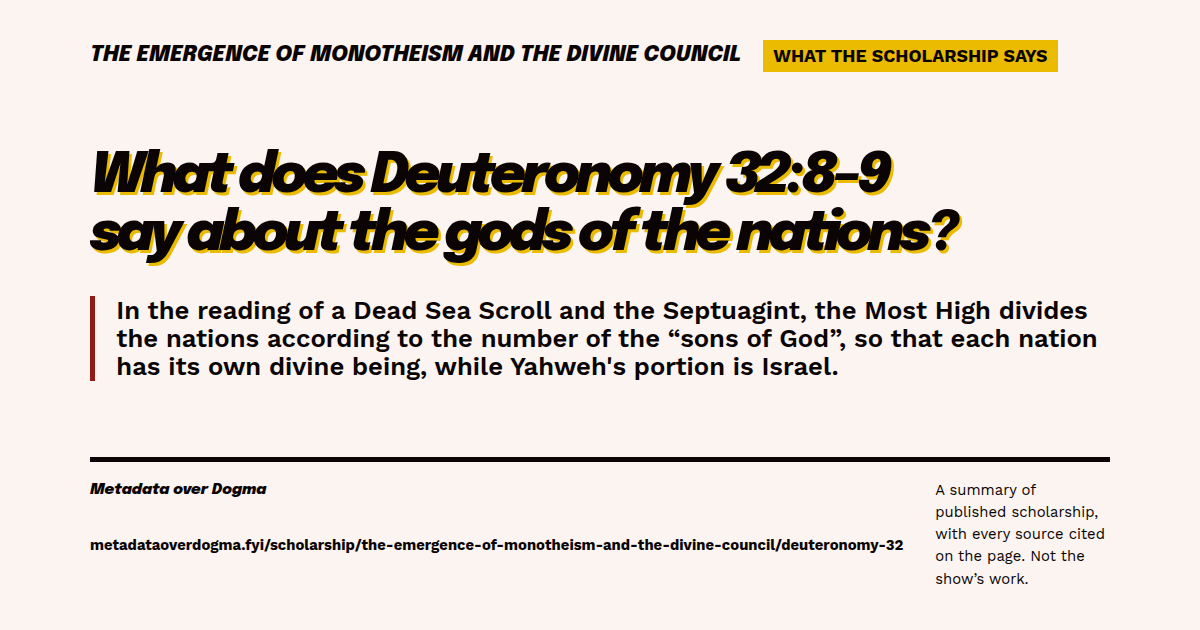 THE EMERGENCE OF MONOTHEISM AND THE DIVINE COUNCIL
WHAT THE SCHOLARSHIP SAYS
What does Deuteronomy 32:8–9
say about the gods of the nations?
In the reading of a Dead Sea Scroll and the Septuagint, the Most High divides
the nations according to the number of the “sons of God”, so that each nation
has its own divine being, while Yahweh's portion is Israel.
Metadata over Dogma
metadataoverdogma.fyi/scholarship/the-emergence-of-monotheism-and-the-divine-council/deuteronomy-32
A summary of
published scholarship,
with every source cited
on the page. Not the
show’s work.